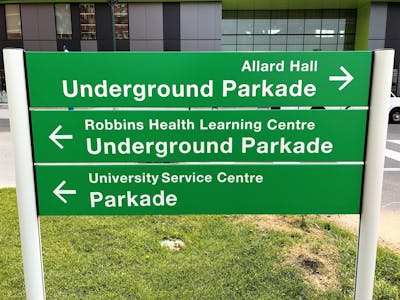 Allard Hall
Underground Parkade
Robbins Health Learning Centre
Underground Parkade
University Service Centre
Parkade